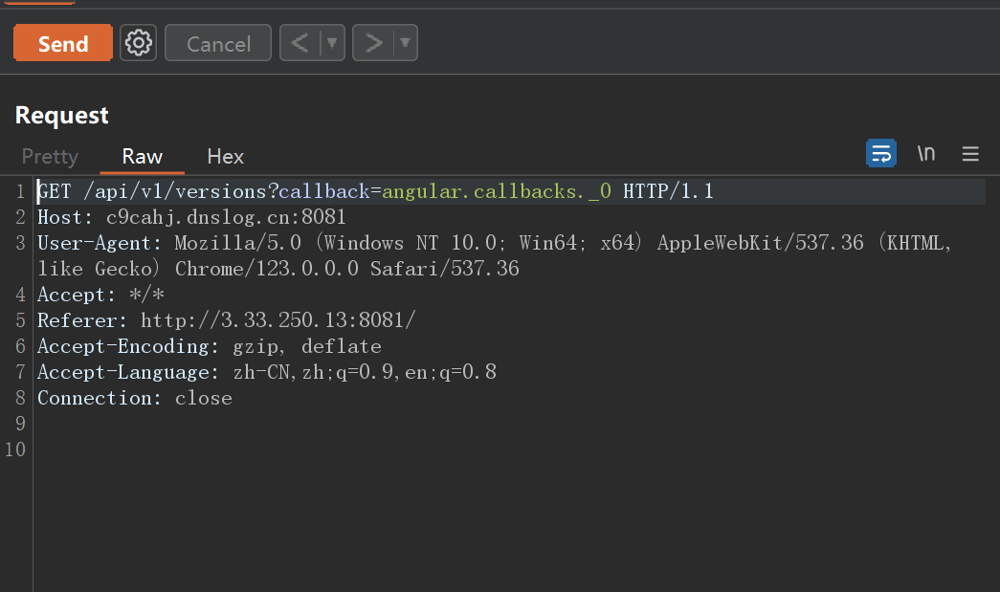 Send Cancel < ▼ > ▼
Request
Pretty Raw Hex \n
1 GET /api/v1/versions?callback=angular.callbacks._0 HTTP/1.1
2 Host: c9cahj.dnslog.cn:8081
3 User-Agent: Mozilla/5.0 (Windows NT 10.0; Win64; x64) AppleWebKit/537.36 (KHTML,
like Gecko) Chrome/123.0.0.0 Safari/537.36
4 Accept: */*
5 Referer: http://3.33.250.13:8081/
6 Accept-Encoding: gzip, deflate
7 Accept-Language: zh-CN,zh;q=0.9,en;q=0.8
8 Connection: close
9
10